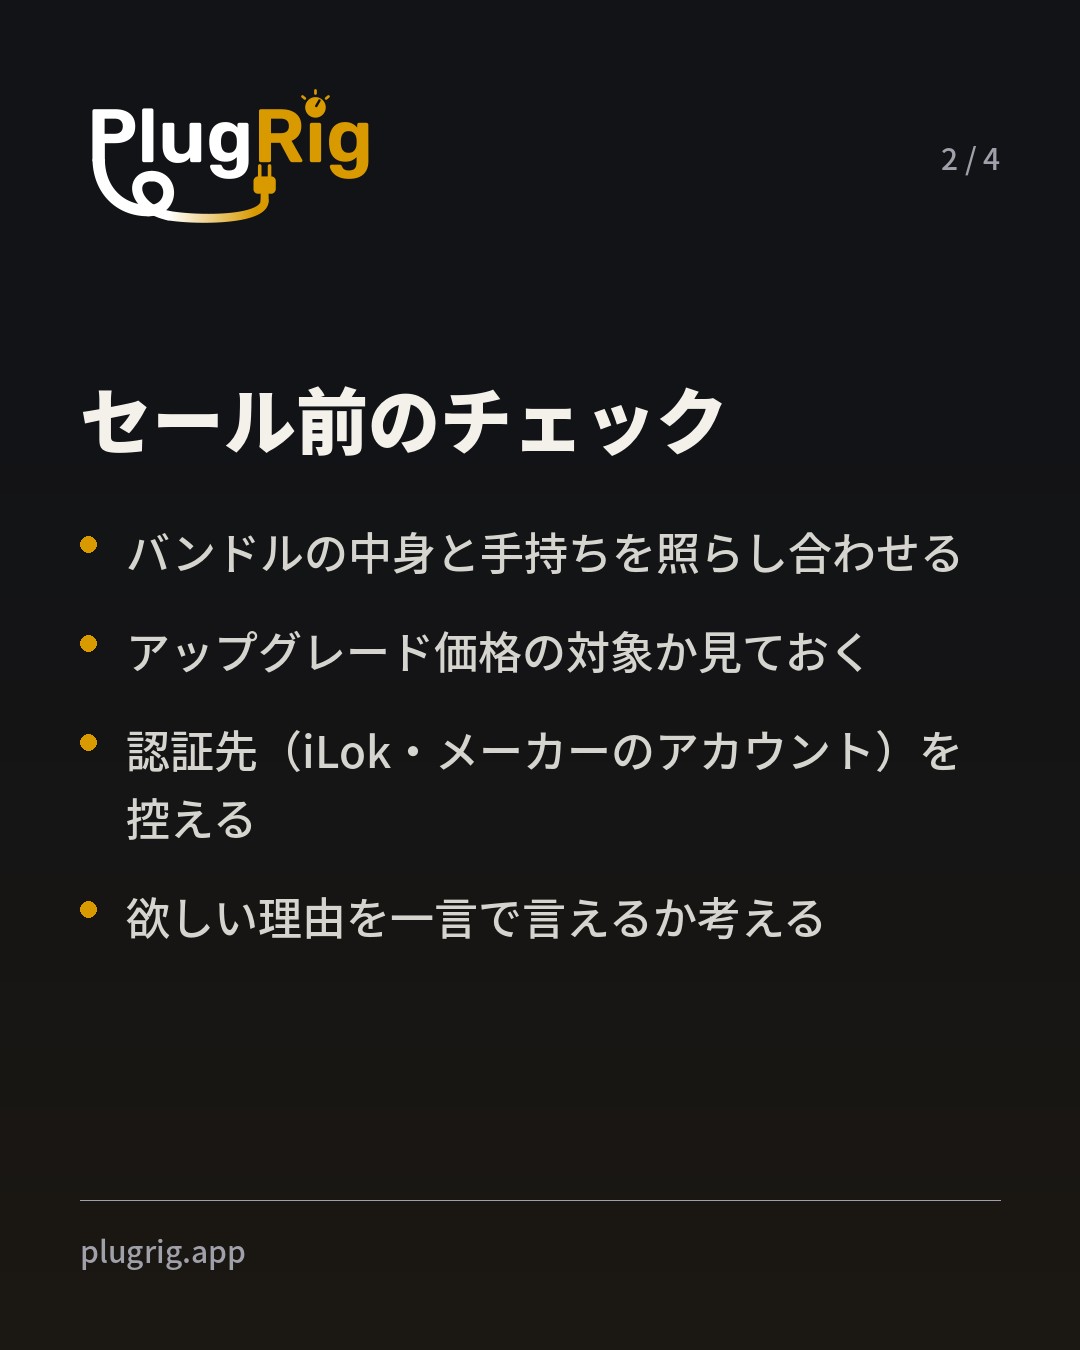 PlugRig
2 / 4
セール前のチェック
バンドルの中身と手持ちを照らし合わせる
アップグレード価格の対象か見ておく
認証先（iLok・メーカーのアカウント）を
控える
欲しい理由を一言で言えるか考える
plugrig.app